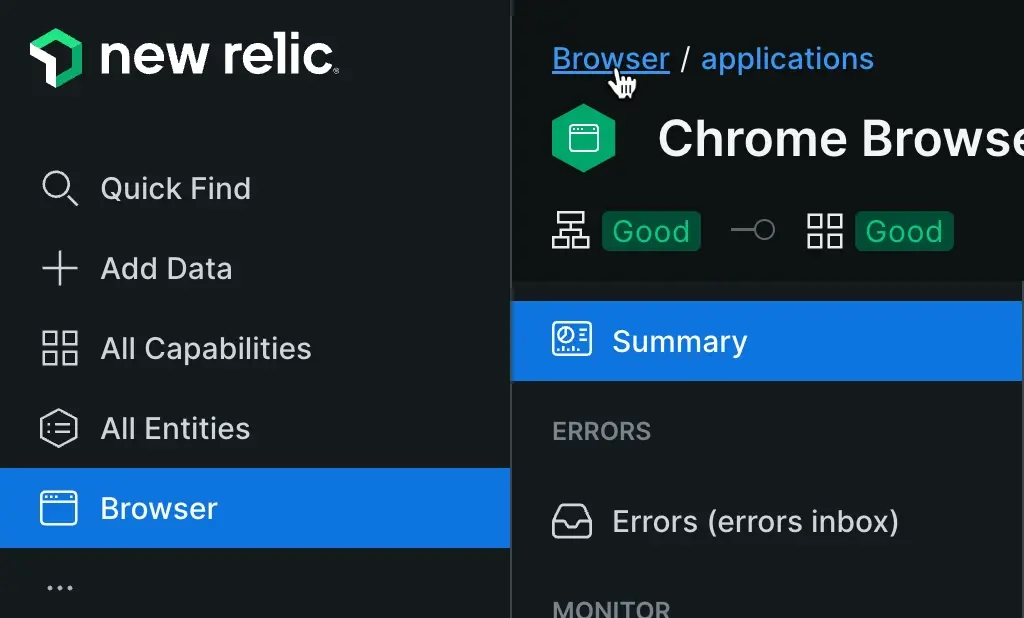 new relic
Quick Find
Add Data
All Capabilities
All Entities
Browser
...
Browser / applications
Chrome Browse
Good
Good
Summary
ERRORS
Errors (errors inbox)
MONITOR